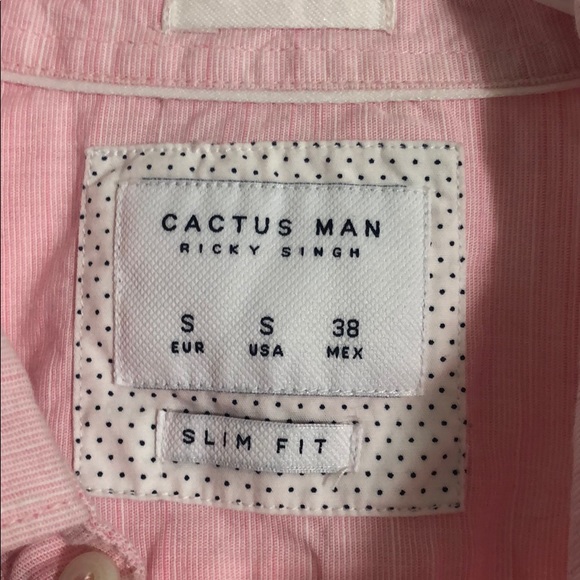 CACTUS MAN
RICKY SINGH
S S 38
EUR USA MEX
SLIM FIT